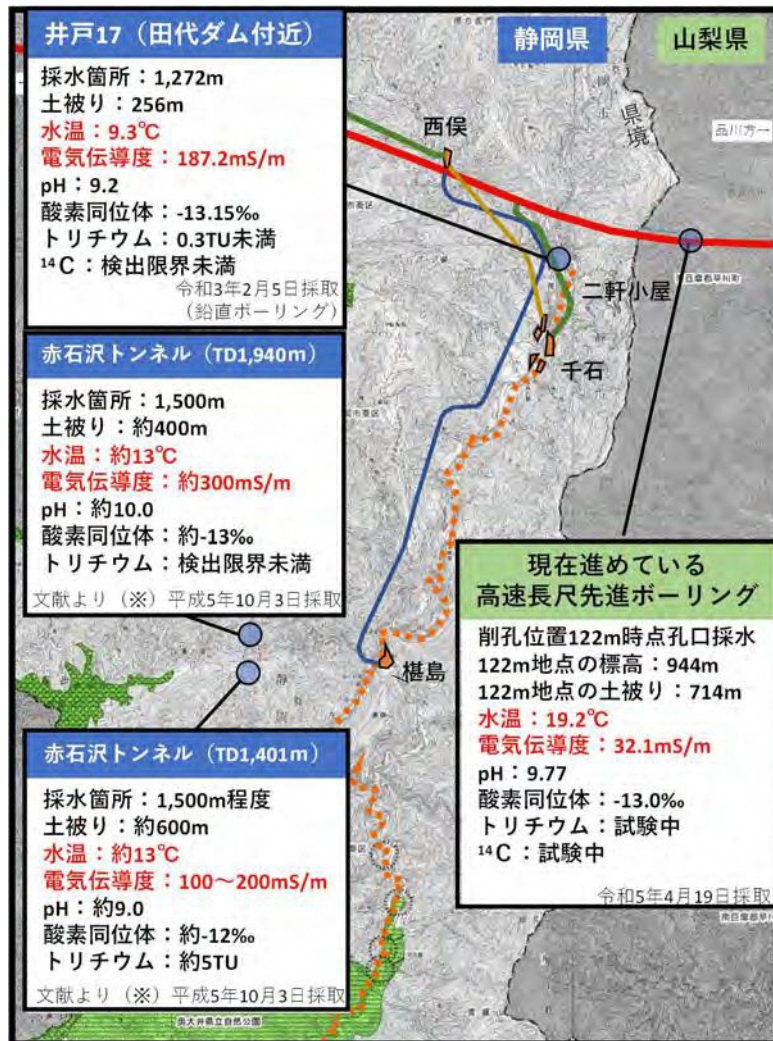 井戸17（田代ダム付近）
採水箇所：1,272m
土被り：256m
水温：9.3℃
電気伝導度：187.2mS/m
pH：9.2
酸素同位体：-13.15‰
トリチウム：0.3TU未満
¹⁴C：検出限界未満
令和3年2月5日採取
（鉛直ボーリング）
静岡県
山梨県
県境
品川方
西俣
二軒小屋
千石
椹島
赤石沢トンネル（TD1,940m）
採水箇所：1,500m
土被り：約400m
水温：約13℃
電気伝導度：約300mS/m
pH：約10.0
酸素同位体：約-13‰
トリチウム：検出限界未満
文献より（※）平成5年10月3日採取
赤石沢トンネル（TD1,401m）
採水箇所：1,500m程度
土被り：約600m
水温：約13℃
電気伝導度：100～200mS/m
pH：約9.0
酸素同位体：約-12‰
トリチウム：約5TU
文献より（※）平成5年10月3日採取
現在進めている
高速長尺先進ボーリング
削孔位置122m時点孔口採水
122m地点の標高：944m
122m地点の土被り：714m
水温：19.2℃
電気伝導度：32.1mS/m
pH：9.77
酸素同位体：-13.0‰
トリチウム：試験中
¹⁴C：試験中
令和5年4月19日採取
奥大井県立自然公園